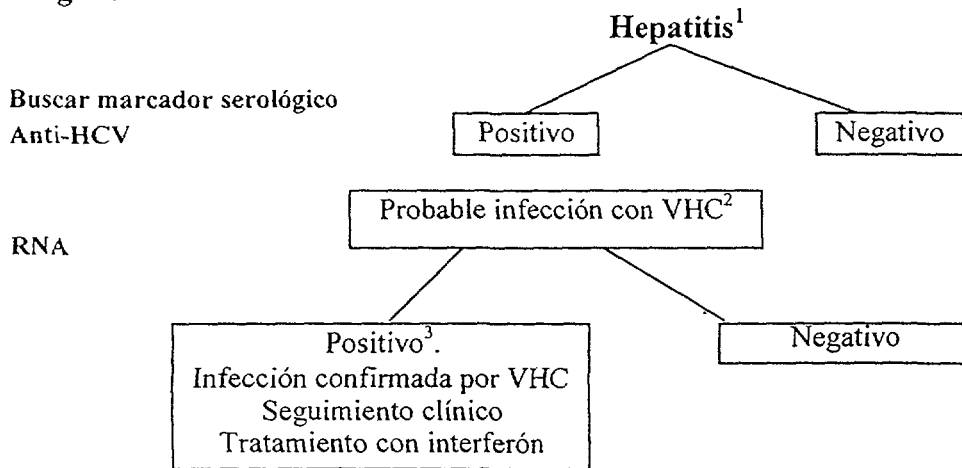 Hepatitis¹
Buscar marcador serológico
Anti-HCV
Positivo
Negativo
Probable infección con VHC²
RNA
Positivo³.
Infección confirmada por VHC
Seguimiento clínico
Tratamiento con interferón
Negativo